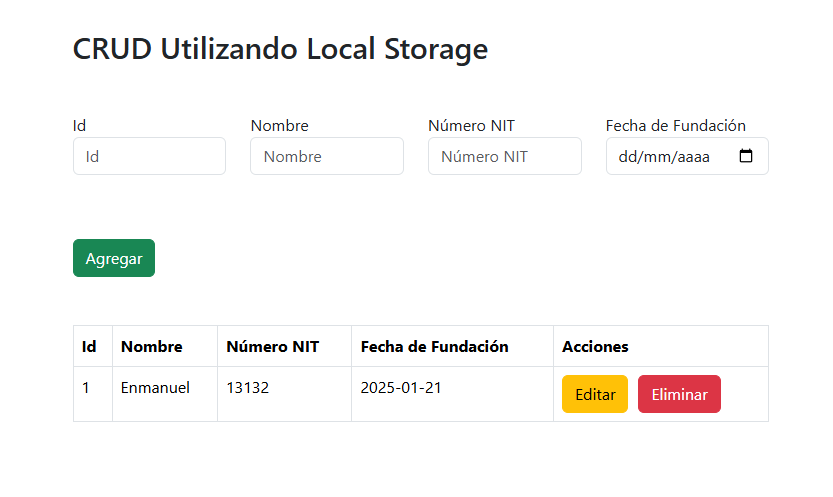 CRUD Utilizando Local Storage
Id Nombre Número NIT Fecha de Fundación
Id Nombre Número NIT dd/mm/aaaa
Agregar
Id Nombre Número NIT Fecha de Fundación Acciones
1 Enmanuel 13132 2025-01-21 Editar Eliminar